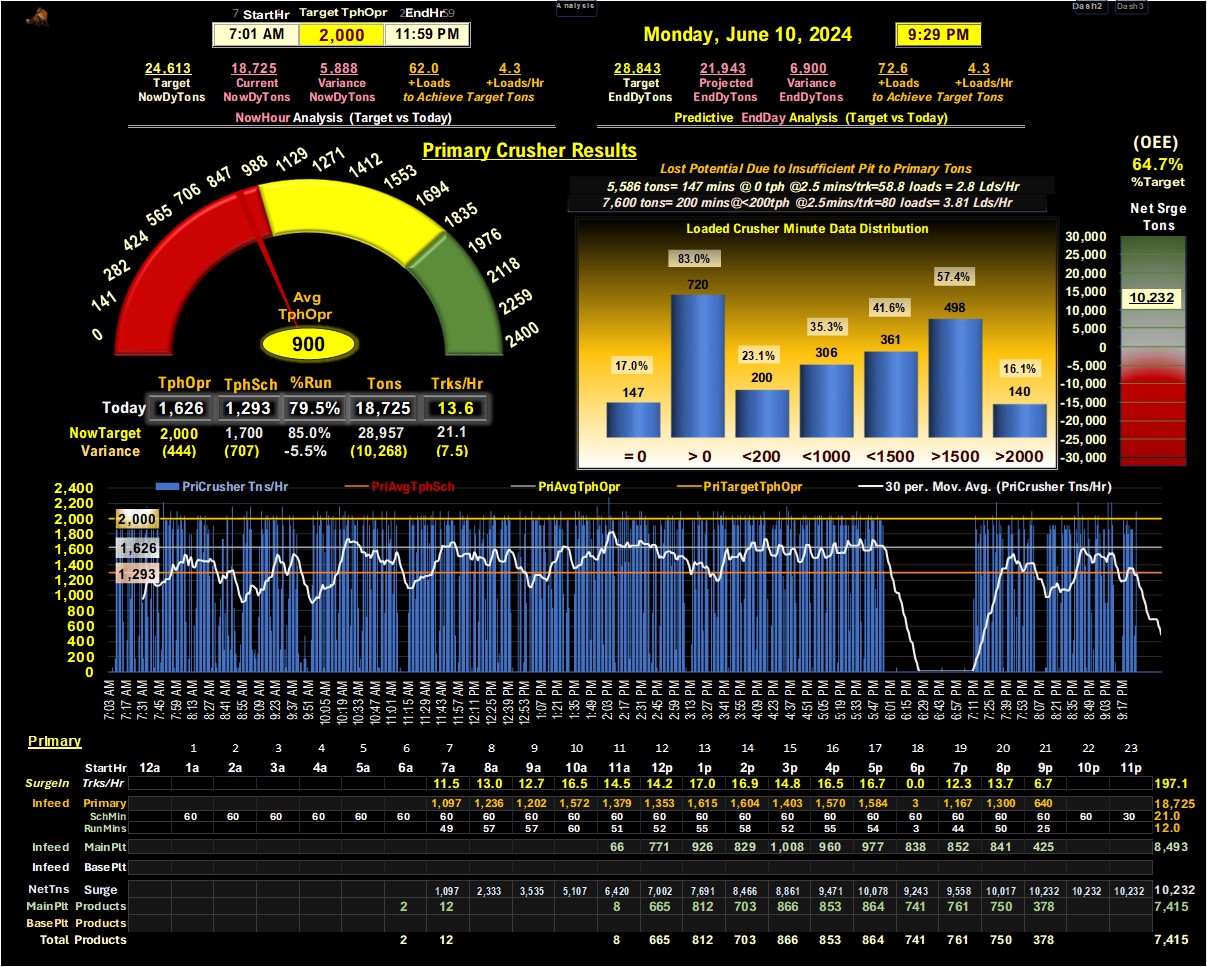 Analysis
Dash2 Dash3
7 StartHr Target TphOpr EndHr 59
7:01 AM 2,000 11:59 PM
Monday, June 10, 2024 9:29 PM
24,613 18,725 5,888 62.0 4.3
Target Current Variance +Loads +Loads/Hr
NowDyTons NowDyTons NowDyTons to Achieve Target Tons
NowHour Analysis (Target vs Today)
28,843 21,943 6,900 72.6 4.3
Target Projected Variance +Loads +Loads/Hr
EndDyTons EndDyTons EndDyTons to Achieve Target Tons
Predictive EndDay Analysis (Target vs Today)
Primary Crusher Results
(OEE)
64.7%
%Target
Lost Potential Due to Insufficient Pit to Primary Tons
5,586 tons= 147 mins @ 0 tph @2.5 mins/trk=58.8 loads = 2.8 Lds/Hr
7,600 tons= 200 mins@<200tph @2.5mins/trk=80 loads= 3.81 Lds/Hr
0 141 282 424 565 706 847 988 1129 1271 1412 1553 1694 1835 1976 2118 2259 2400
Avg
TphOpr
900
TphOpr TphSch %Run Tons Trks/Hr
Today 1,626 1,293 79.5% 18,725 13.6
NowTarget 2,000 1,700 85.0% 28,957 21.1
Variance (444) (707) -5.5% (10,268) (7.5)
Loaded Crusher Minute Data Distribution
17.0% 83.0% 23.1% 35.3% 41.6% 57.4% 16.1%
147 720 200 306 361 498 140
= 0 > 0 <200 <1000 <1500 >1500 >2000
Net Srge
Tons
30,000
25,000
20,000
15,000
10,232
10,000
5,000
0
-5,000
-10,000
-15,000
-20,000
-25,000
-30,000
PriCrusher Tns/Hr PriAvgTphSch PriAvgTphOpr PriTargetTphOpr 30 per. Mov. Avg. (PriCrusher Tns/Hr)
2,400
2,200
2,000
1,800
1,600
1,400
1,200
1,000
800
600
400
200
0
2,000
1,626
1,293
7:03 AM 7:17 AM 7:31 AM 7:45 AM 7:59 AM 8:13 AM 8:27 AM 8:41 AM 8:55 AM 9:09 AM 9:23 AM 9:37 AM 9:51 AM 10:05 AM 10:19 AM 10:33 AM 10:47 AM 11:01 AM 11:15 AM 11:29 AM 11:43 AM 11:57 AM 12:11 PM 12:25 PM 12:39 PM 12:53 PM 1:07 PM 1:21 PM 1:35 PM 1:49 PM 2:03 PM 2:17 PM 2:31 PM 2:45 PM 2:59 PM 3:13 PM 3:27 PM 3:41 PM 3:55 PM 4:09 PM 4:23 PM 4:37 PM 4:51 PM 5:05 PM 5:19 PM 5:33 PM 5:47 PM 6:01 PM 6:15 PM 6:29 PM 6:43 PM 6:57 PM 7:11 PM 7:25 PM 7:39 PM 7:53 PM 8:07 PM 8:21 PM 8:35 PM 8:49 PM 9:03 PM 9:17 PM
Primary
1 2 3 4 5 6 7 8 9 10 11 12 13 14 15 16 17 18 19 20 21 22 23
StartHr 12a 1a 2a 3a 4a 5a 6a 7a 8a 9a 10a 11a 12p 1p 2p 3p 4p 5p 6p 7p 8p 9p 10p 11p
SurgeIn Trks/Hr 11.5 13.0 12.7 16.5 14.5 14.2 17.0 16.9 14.8 16.5 16.7 0.0 12.3 13.7 6.7 197.1
Infeed Primary 1,097 1,236 1,202 1,572 1,379 1,353 1,615 1,604 1,403 1,570 1,584 3 1,167 1,300 640 18,725
SchMin 60 60 60 60 60 60 60 60 60 60 60 60 60 60 60 60 60 60 60 60 60 60 30 21.0
RunMins 49 57 57 60 51 52 55 58 52 55 54 3 44 50 25 12.0
Infeed MainPlt 66 771 926 829 1,008 960 977 838 852 841 425 8,493
Infeed BasePlt
NetTns Surge 1,097 2,333 3,535 5,107 6,420 7,002 7,691 8,466 8,861 9,471 10,078 9,243 9,558 10,017 10,232 10,232 10,232 10,232
MainPlt Products 2 12 8 665 812 703 866 853 864 741 761 750 378 7,415
BasePlt Products
Total Products 2 12 8 665 812 703 866 853 864 741 761 750 378 7,415